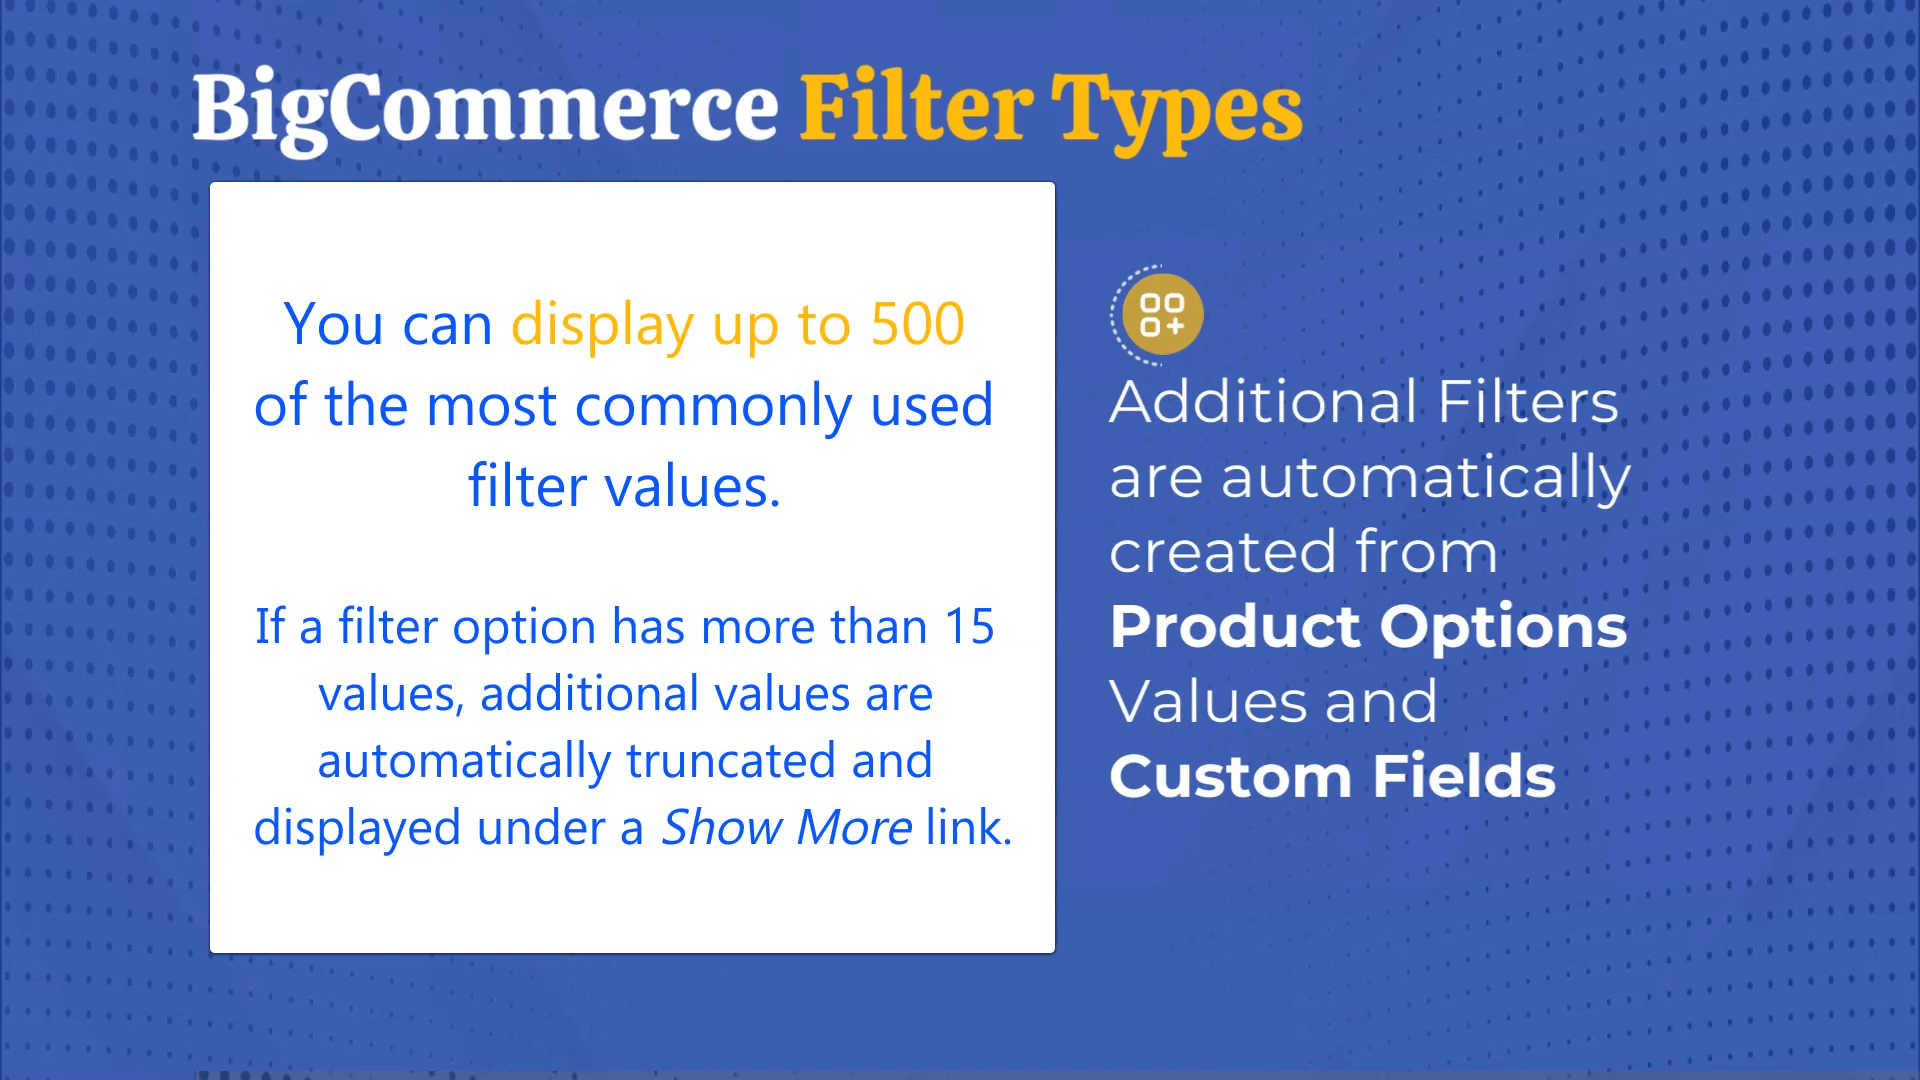 BigCommerce Filter Types
You can display up to 500
of the most commonly used
filter values.
If a filter option has more than 15
values, additional values are
automatically truncated and
displayed under a Show More link.
Additional Filters
are automatically
created from
Product Options
Values and
Custom Fields